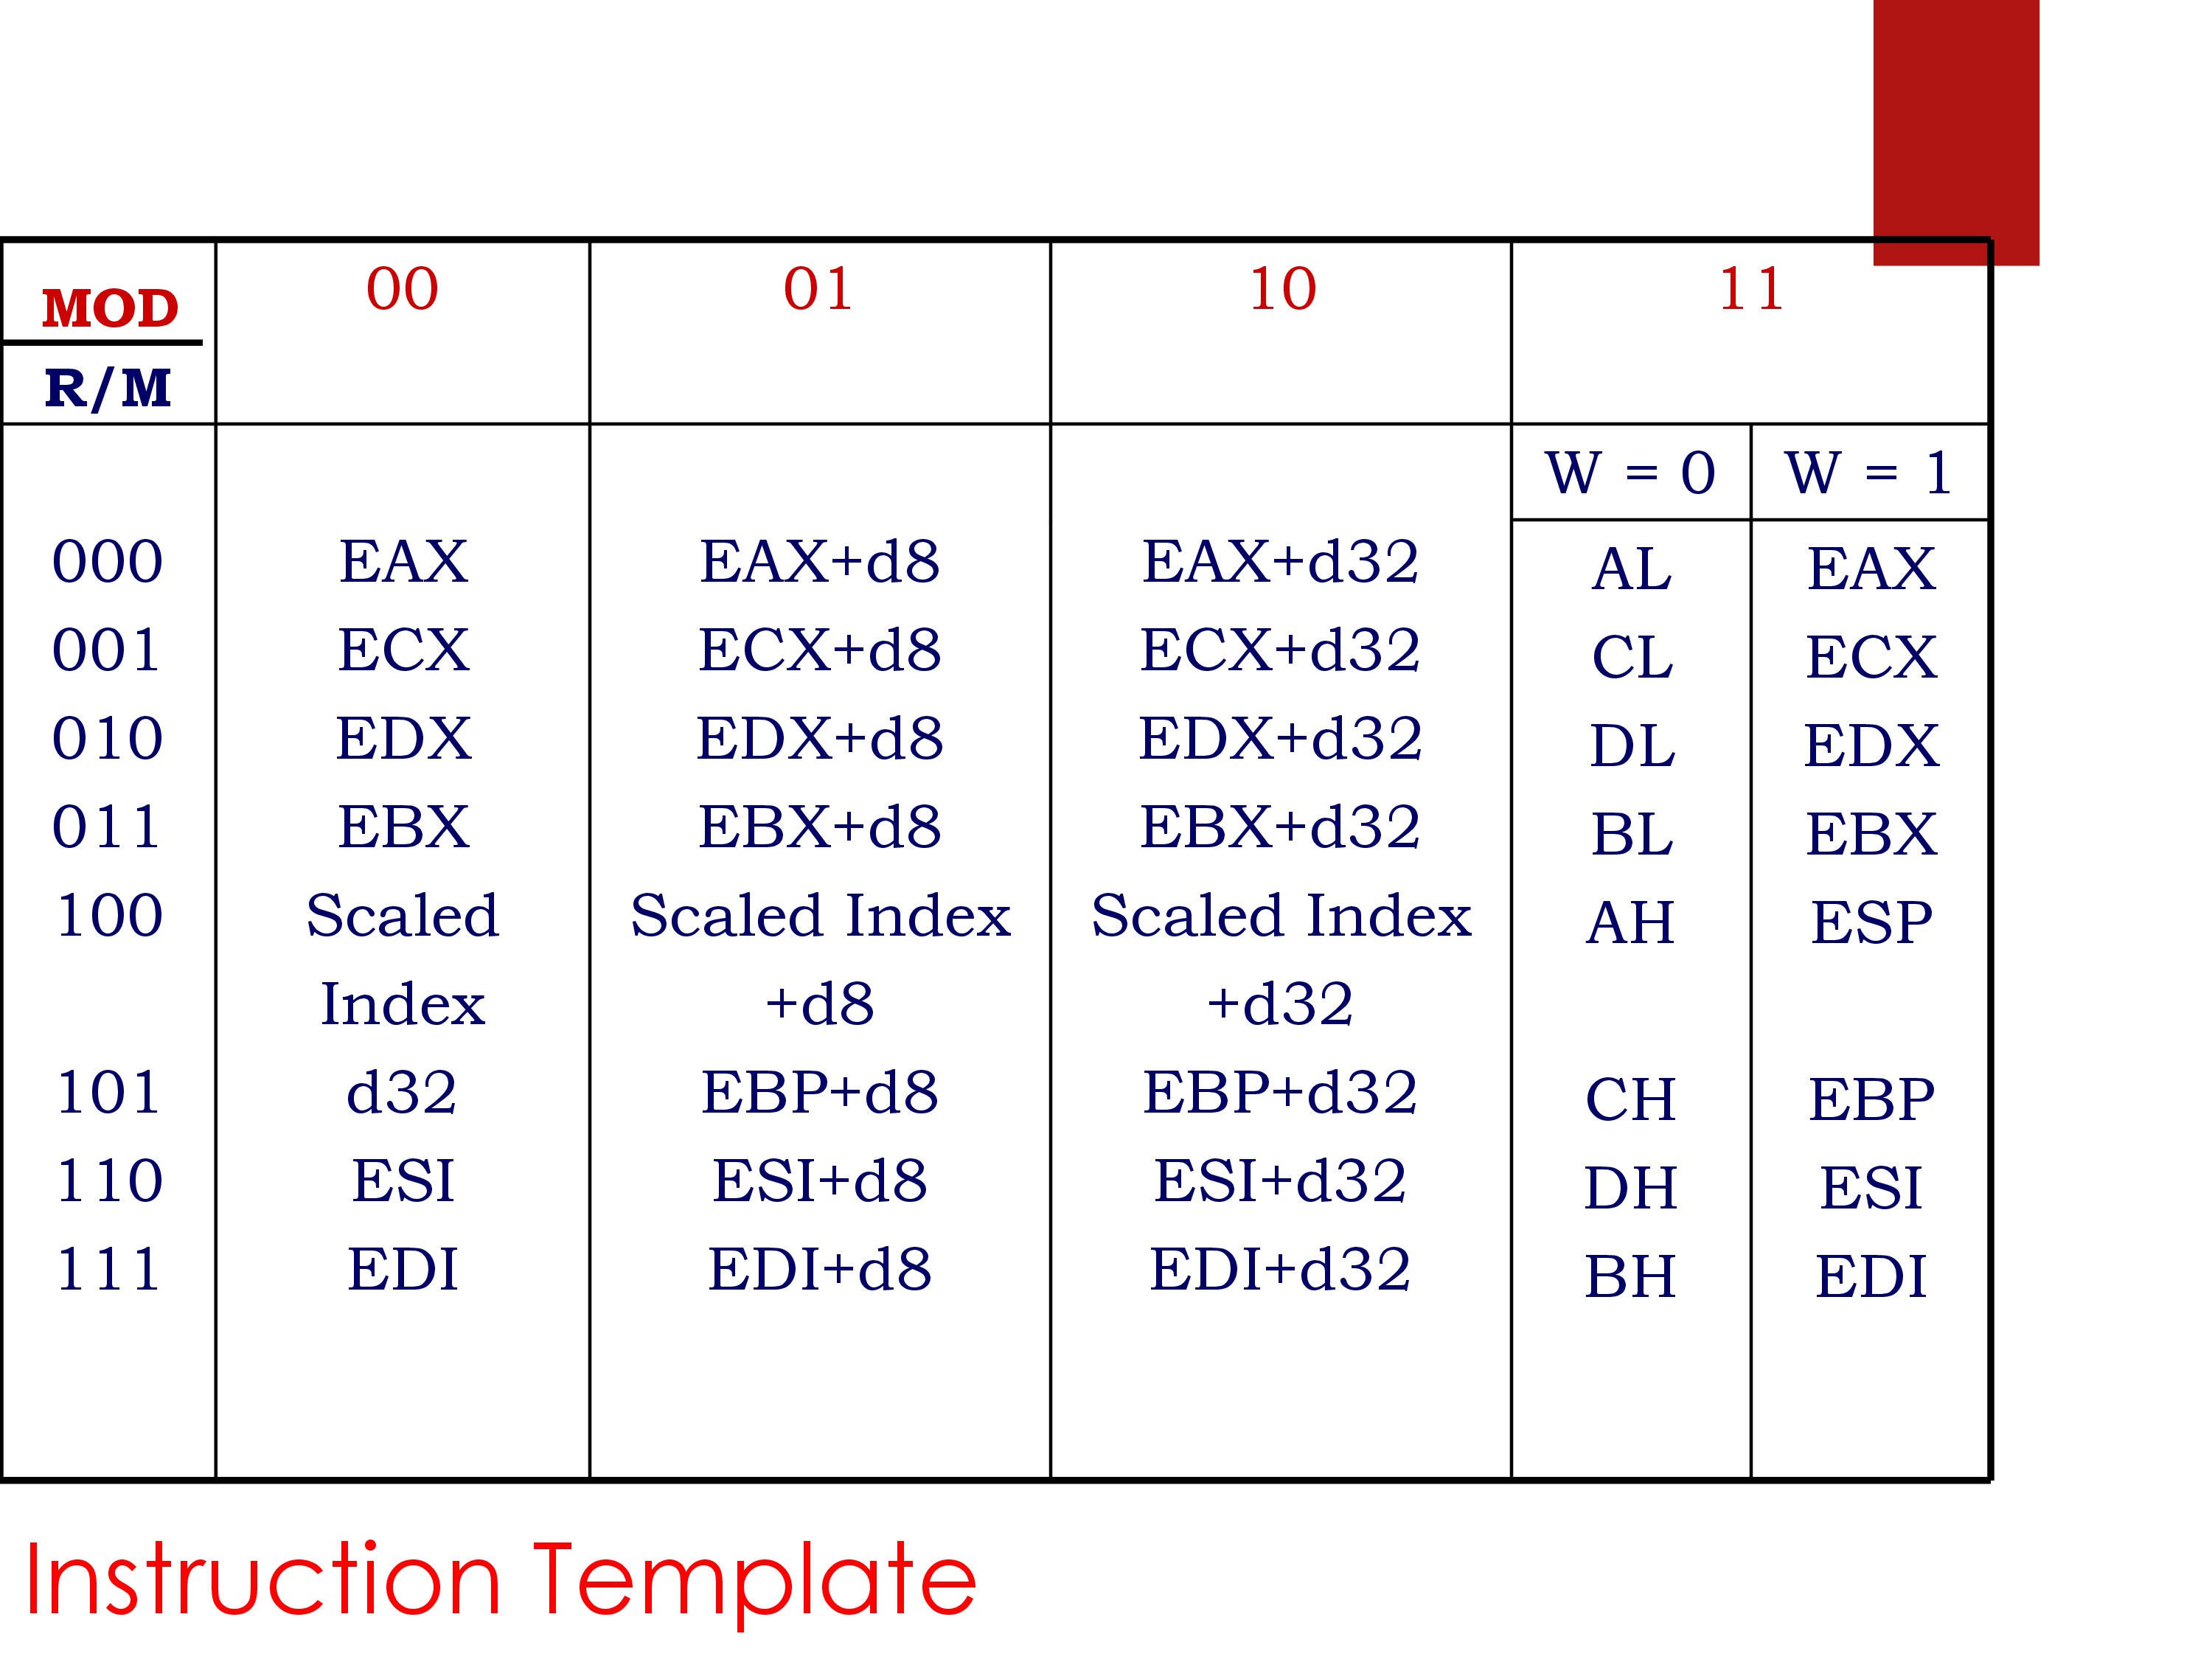 MOD 00 01 10 11
R/M
W = 0 W = 1
000 EAX EAX+d8 EAX+d32 AL EAX
001 ECX ECX+d8 ECX+d32 CL ECX
010 EDX EDX+d8 EDX+d32 DL EDX
011 EBX EBX+d8 EBX+d32 BL EBX
100 Scaled Scaled Index Scaled Index AH ESP
Index +d8 +d32
101 d32 EBP+d8 EBP+d32 CH EBP
110 ESI ESI+d8 ESI+d32 DH ESI
111 EDI EDI+d8 EDI+d32 BH EDI
Instruction Template